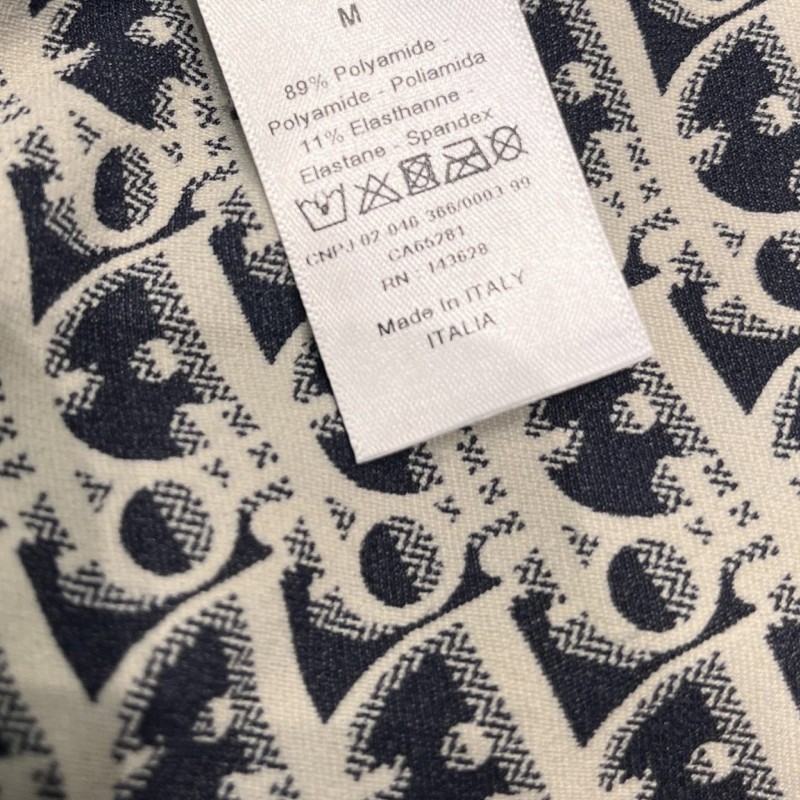 M
89% Polyamide -
Polyamide - Poliamida
11% Elasthanne -
Elastane - Spandex
CNPJ 02 046 366/0003 99
CA65281
RN : 143628
Made In ITALY
ITALIA